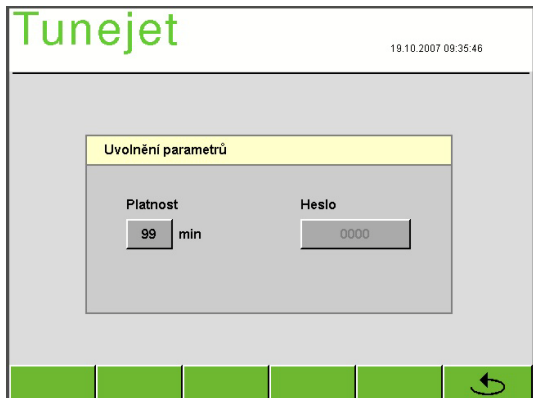 Tunejet
19.10.2007 09:35:46
Uvolnění parametrů
Platnost Heslo
99 min 0000